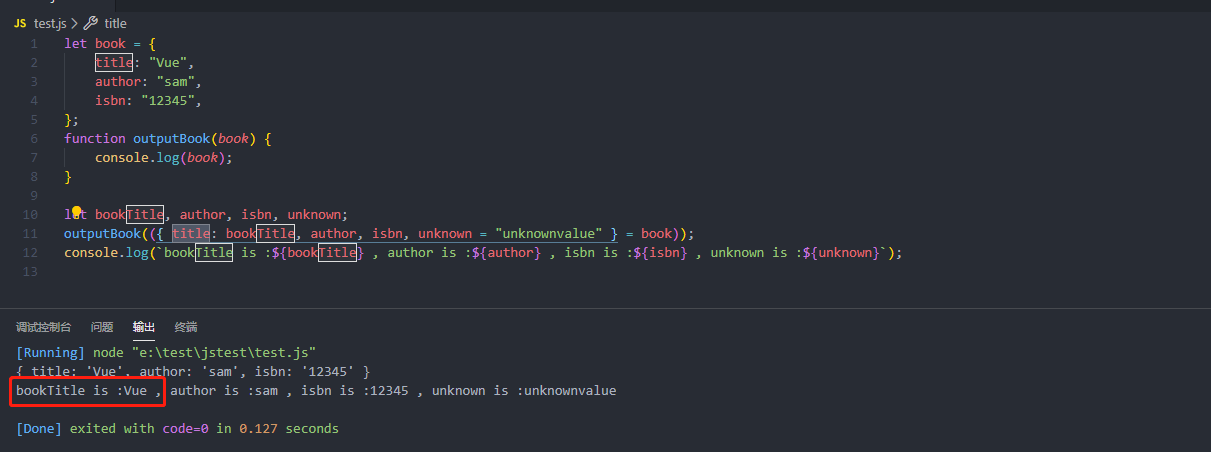 JS test.js > title
1 let book = {
2 title: "Vue",
3 author: "sam",
4 isbn: "12345",
5 };
6 function outputBook(book) {
7 console.log(book);
8 }
9
10 let bookTitle, author, isbn, unknown;
11 outputBook(({ title: bookTitle, author, isbn, unknown = "unknownvalue" } = book));
12 console.log(`bookTitle is :${bookTitle} , author is :${author} , isbn is :${isbn} , unknown is :${unknown}`);
13
调试控制台 问题 输出 终端
[Running] node "e:\test\jstest\test.js"
{ title: 'Vue', author: 'sam', isbn: '12345' }
bookTitle is :Vue , author is :sam , isbn is :12345 , unknown is :unknownvalue
[Done] exited with code=0 in 0.127 seconds